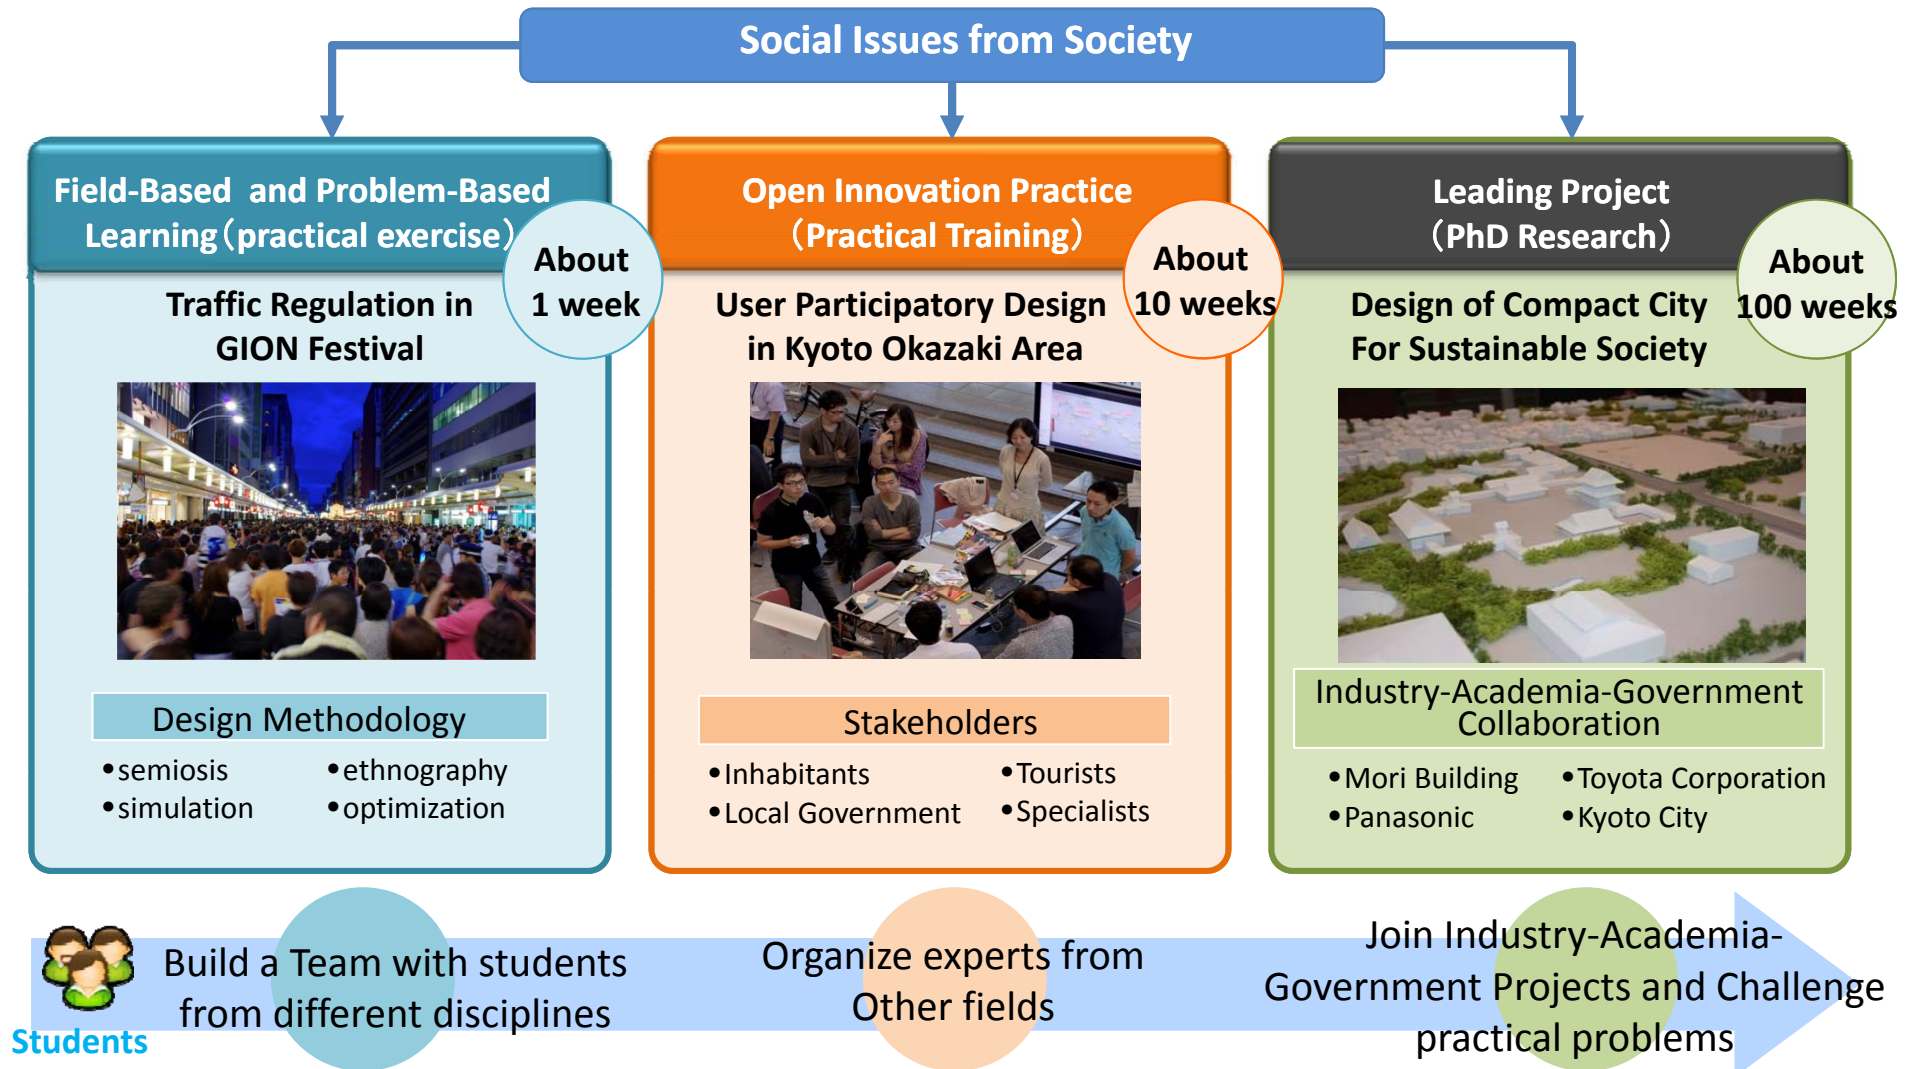 Social Issues from Society
Field-Based and Problem-Based
Learning（practical exercise）
About
1 week
Traffic Regulation in
GION Festival
Design Methodology
•semiosis
•ethnography
•simulation
•optimization
Open Innovation Practice
（Practical Training）
About
10 weeks
User Participatory Design
in Kyoto Okazaki Area
Stakeholders
•Inhabitants
•Tourists
•Local Government
•Specialists
Leading Project
（PhD Research）
About
100 weeks
Design of Compact City
For Sustainable Society
Industry-Academia-Government
Collaboration
•Mori Building
•Toyota Corporation
•Panasonic
•Kyoto City
Students
Build a Team with students
from different disciplines
Organize experts from
Other fields
Join Industry-Academia-
Government Projects and Challenge
practical problems